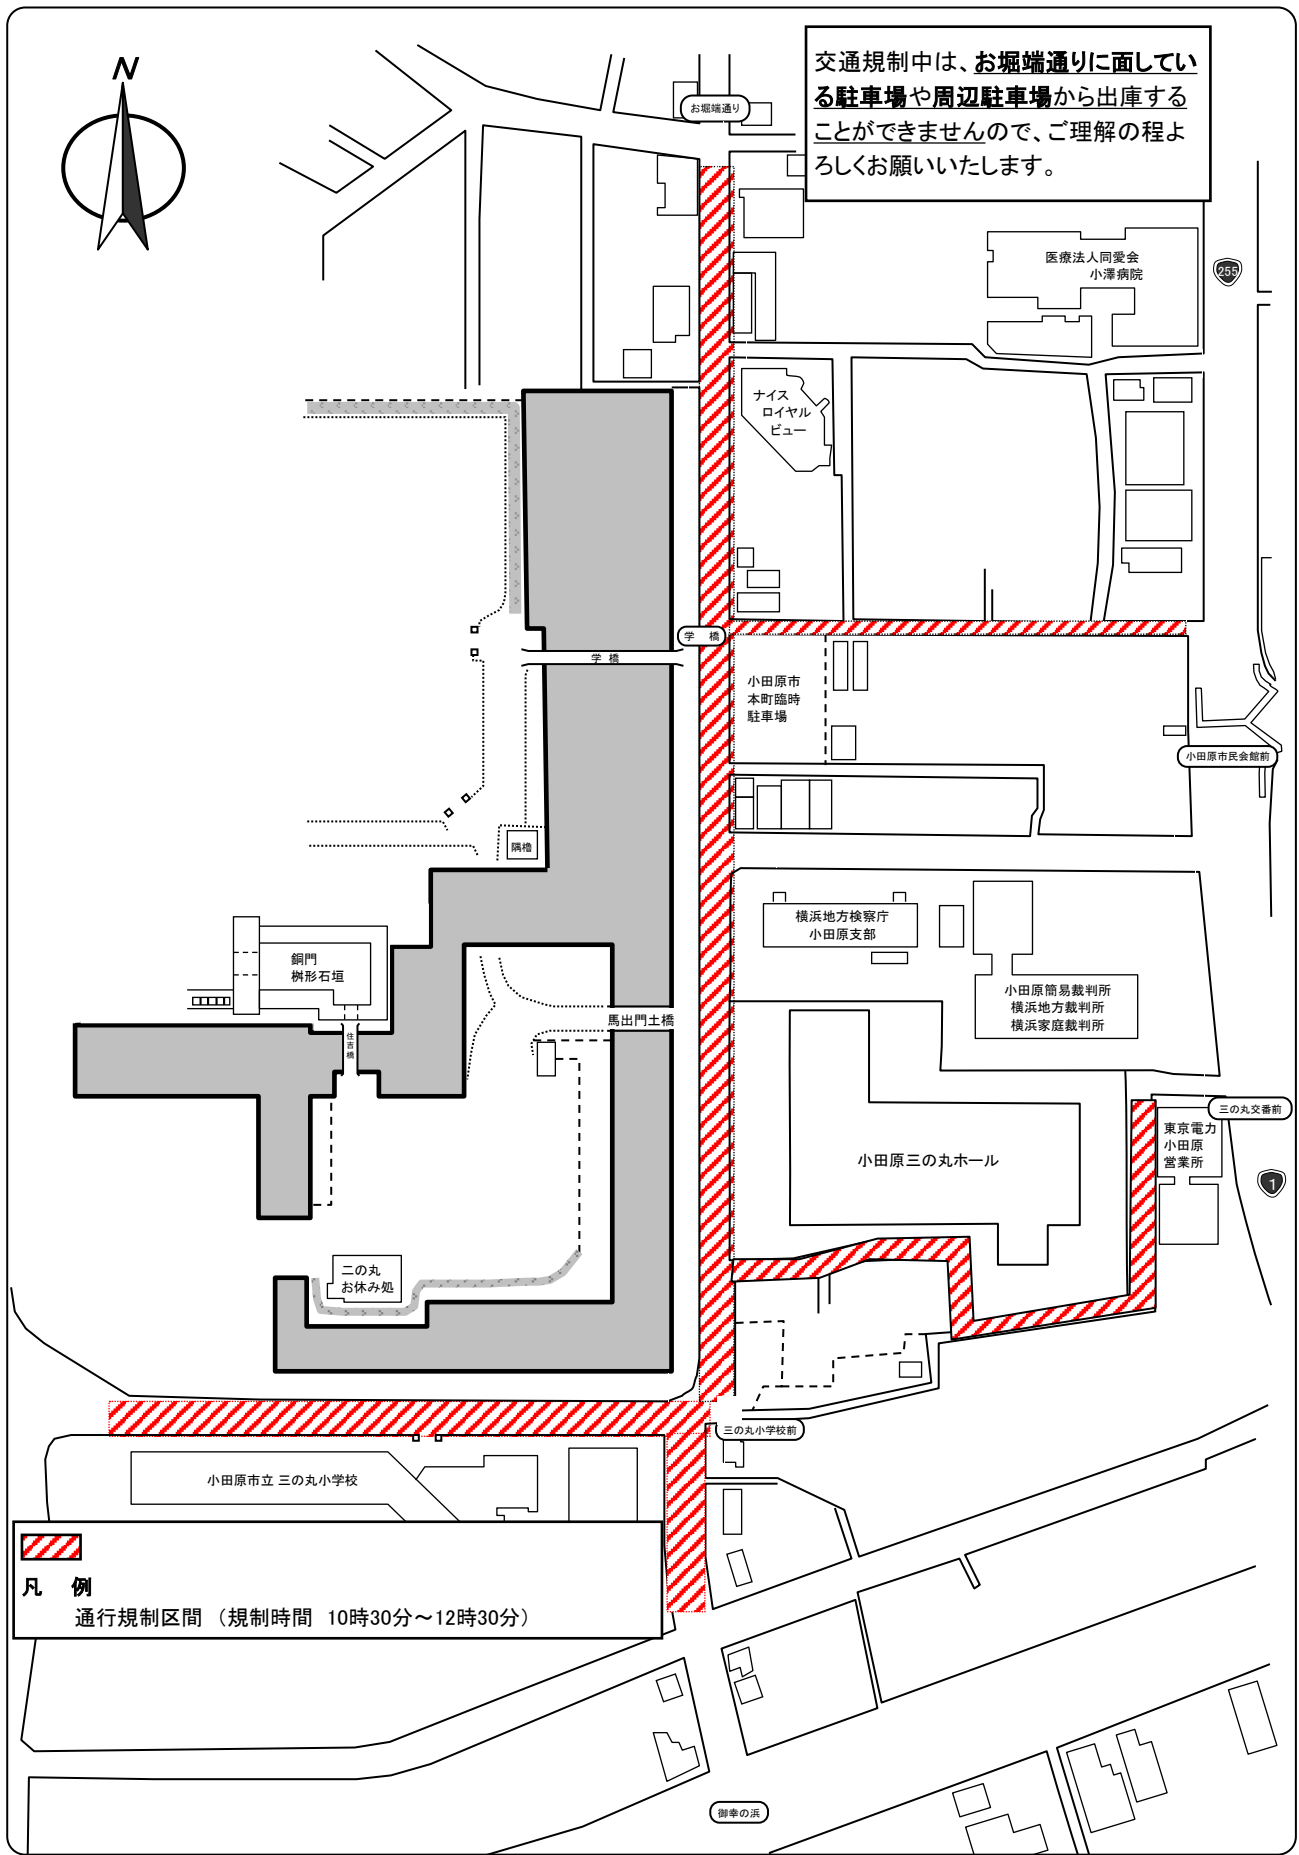 N
交通規制中は、お堀端通りに面してい
る駐車場や周辺駐車場から出庫する
ことができませんので、ご理解の程よ
ろしくお願いいたします。
お堀端通り
医療法人同愛会
小澤病院
255
ナイス
ロイヤル
ビュー
学 橋
学 橋
小田原市
本町臨時
駐車場
小田原市民会館前
隅櫓
横浜地方検察庁
小田原支部
銅門
桝形石垣
小田原簡易裁判所
横浜地方裁判所
横浜家庭裁判所
馬出門土橋
住吉橋
三の丸交番前
東京電力
小田原
営業所
小田原三の丸ホール
1
二の丸
お休み処
三の丸小学校前
小田原市立 三の丸小学校
凡 例
通行規制区間 （規制時間 10時30分～12時30分）
御幸の浜